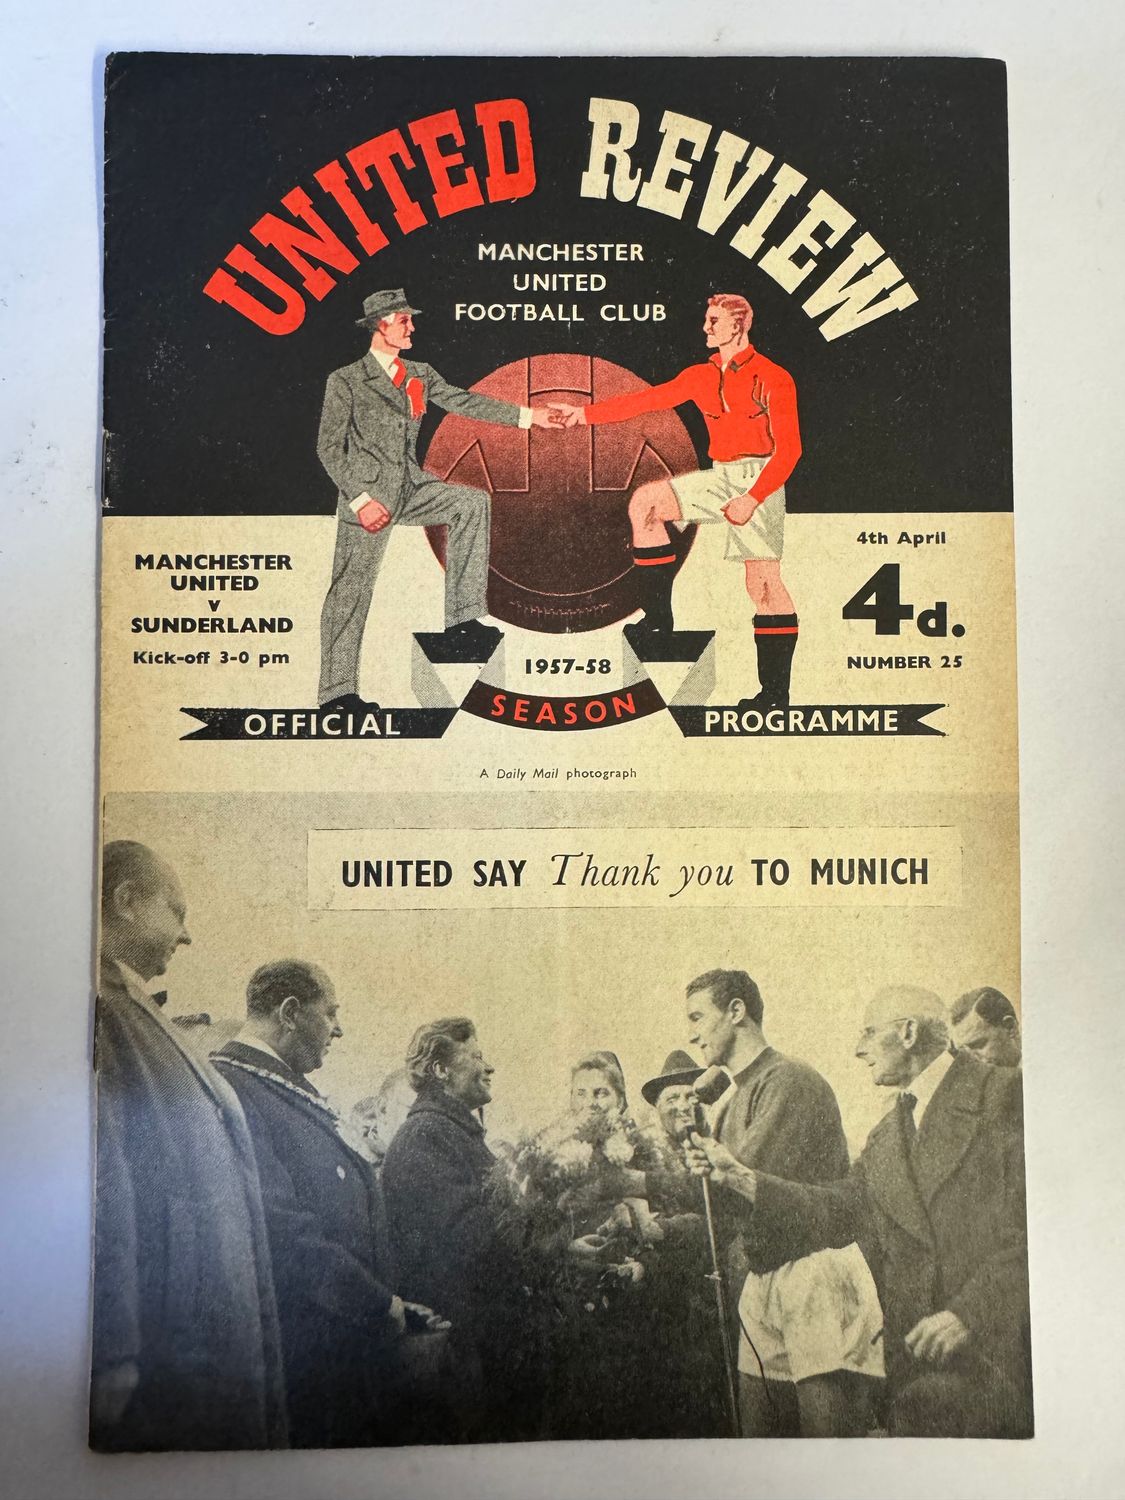 UNITED REVIEW
MANCHESTER
UNITED
FOOTBALL CLUB
MANCHESTER
UNITED
v
SUNDERLAND
Kick-off 3-0 pm
4th April
4d.
NUMBER 25
1957-58
SEASON
OFFICIAL
PROGRAMME
A Daily Mail photograph
UNITED SAY Thank you TO MUNICH